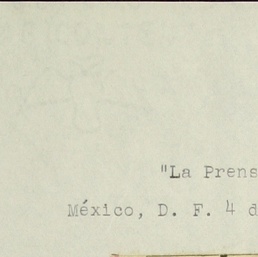 "La Prens
México, D. F. 4 d